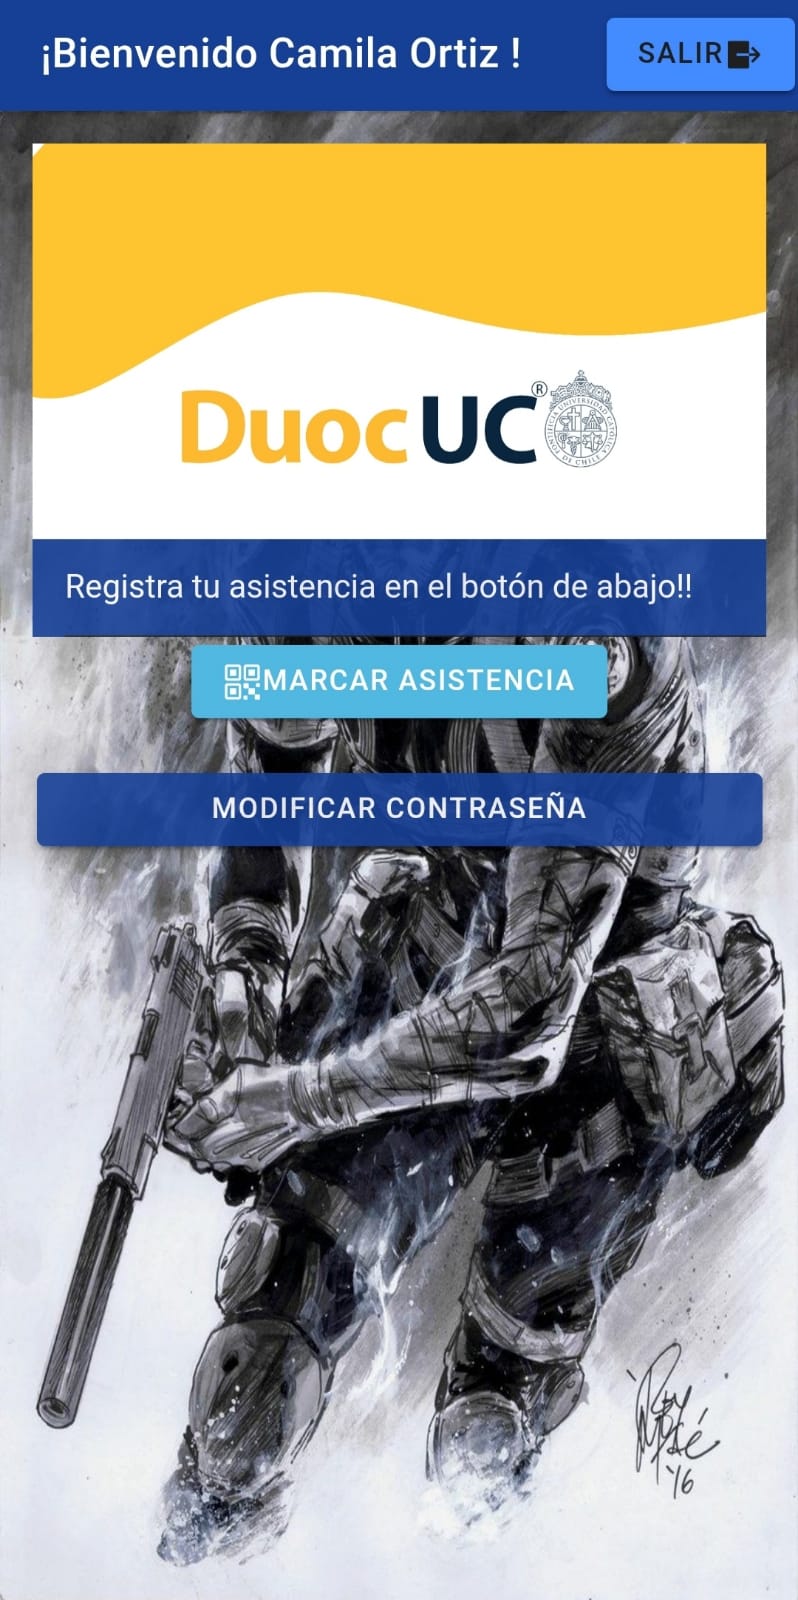 ¡Bienvenido Camila Ortiz !
SALIR
Duoc UC®
PONTIFICIA UNIVERSIDAD CATOLICA DE CHILE
Registra tu asistencia en el botón de abajo!!
MARCAR ASISTENCIA
MODIFICAR CONTRASEÑA
'16